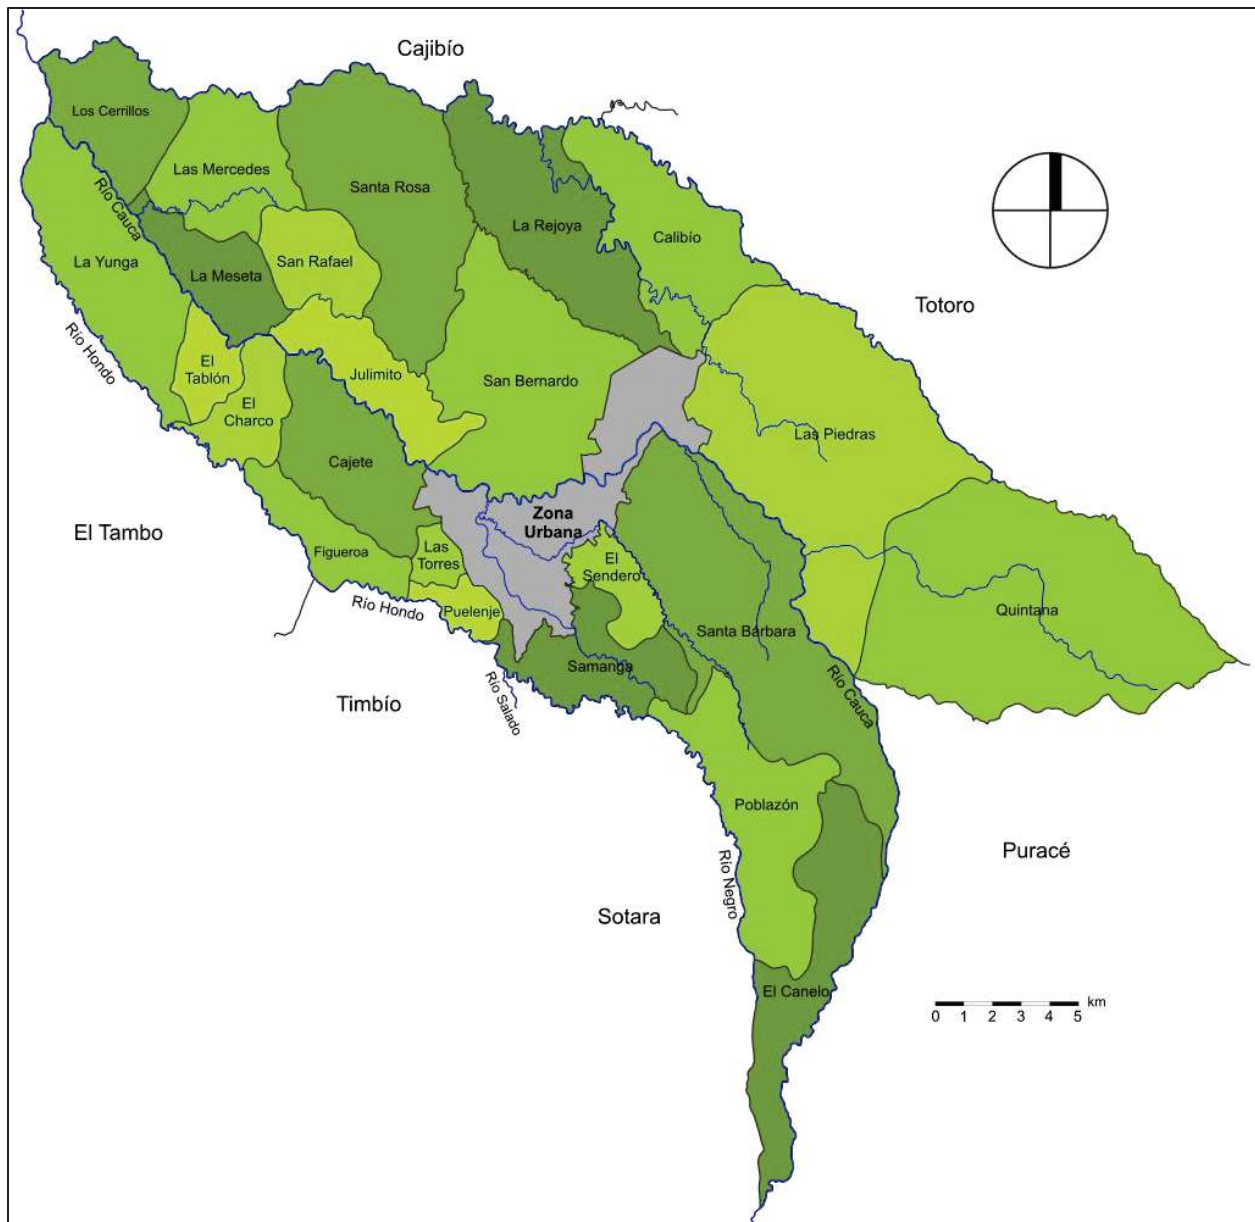 Cajibío
Los Cerrillos
Las Mercedes
Santa Rosa
La Rejoya
Calibío
Río Cauca
La Yunga
La Meseta
San Rafael
Totoro
Río Hondo
El
Tablón
El
Charco
Julimito
San Bernardo
Las Piedras
Cajete
El Tambo
Zona
Urbana
Figueroa
Las
Torres
El
Sendero
Río Hondo
Puelenje
Quintana
Santa Bárbara
Samanga
Río Salado
Río Cauca
Timbío
Poblazón
Río Negro
Puracé
Sotara
El Canelo
km
0 1 2 3 4 5